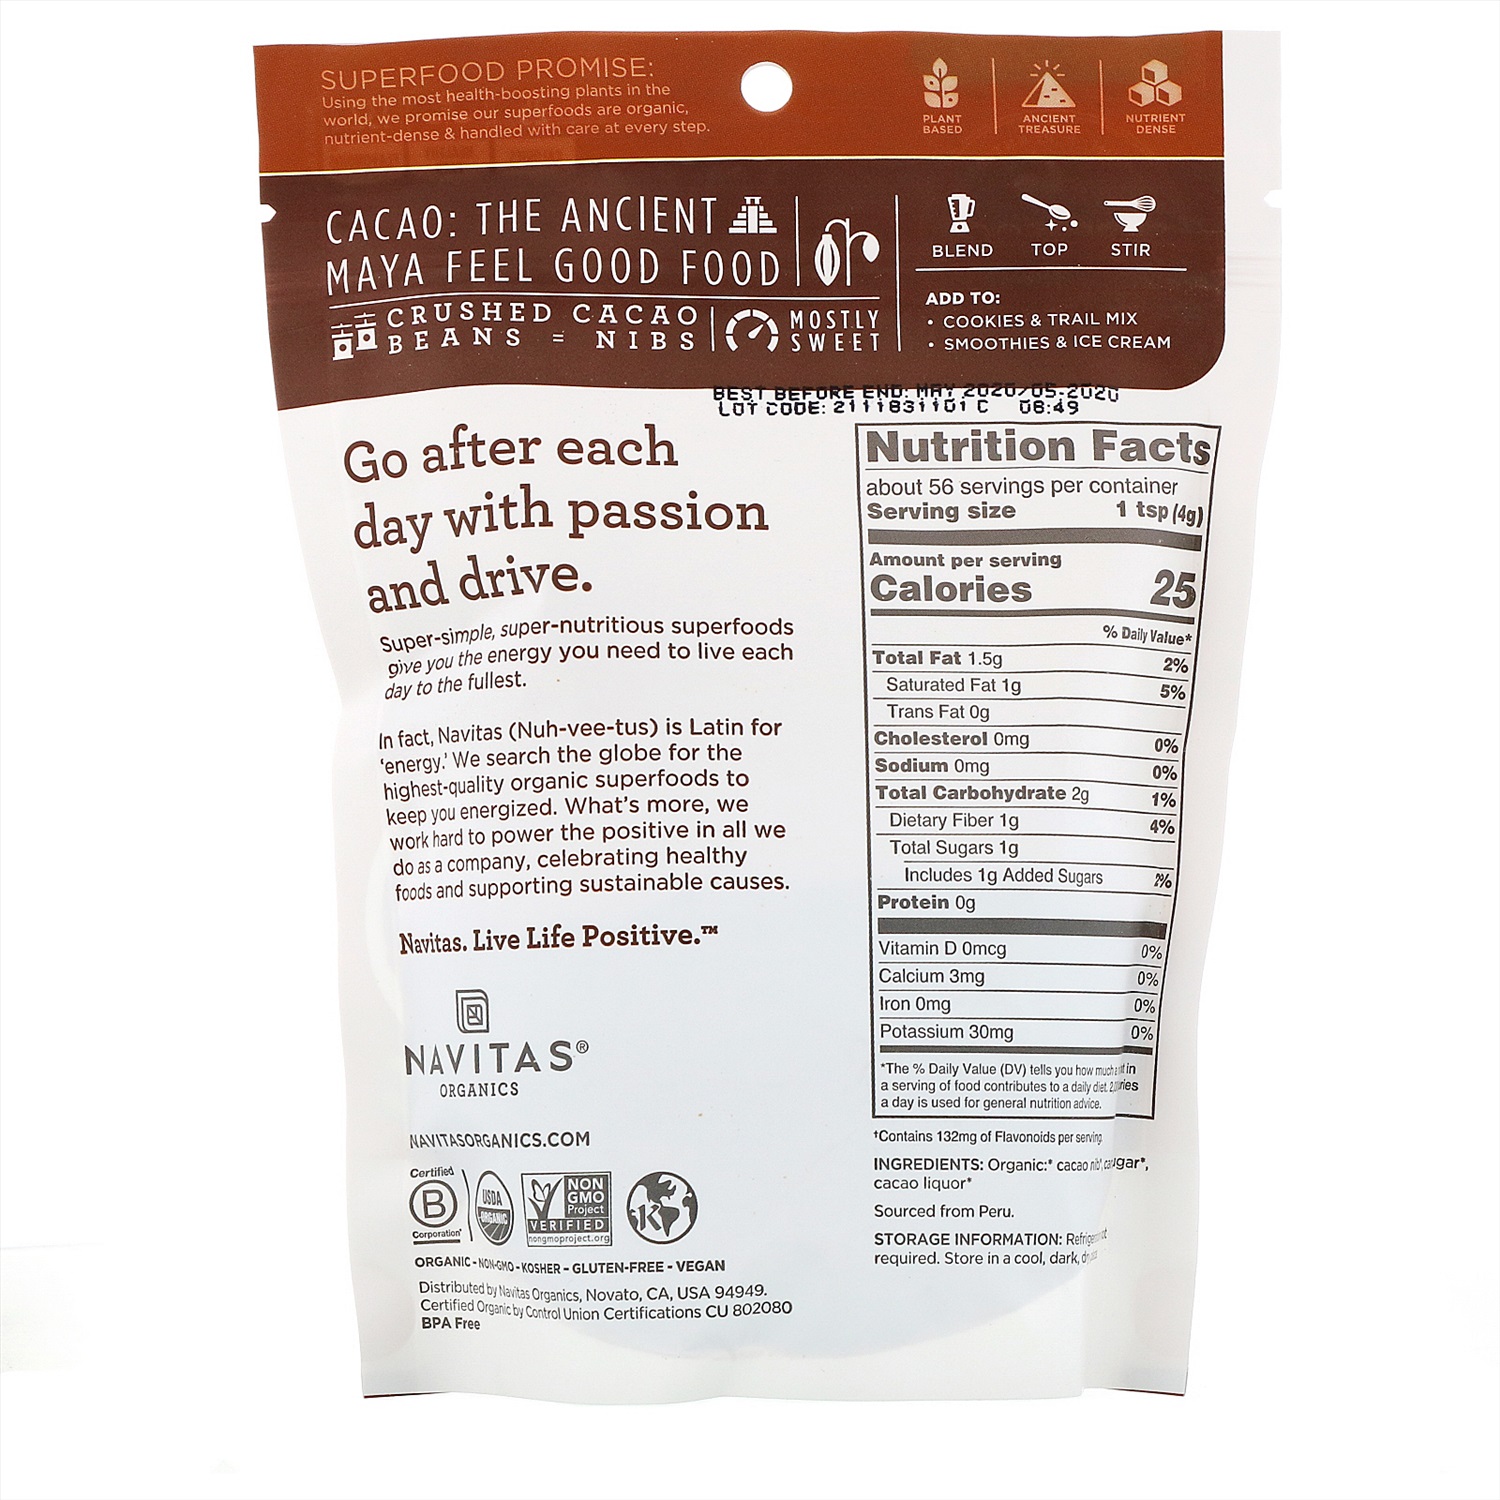 SUPERFOOD PROMISE:
Using the most health-boosting plants in the
world, we promise our superfoods are organic,
nutrient-dense & handled with care at every step.
PLANT
BASED
ANCIENT
TREASURE
NUTRIENT
DENSE
CACAO: THE ANCIENT
MAYA FEEL GOOD FOOD
CRUSHED CACAO
BEANS = NIBS
MOSTLY
SWEET
BLEND
TOP
STIR
ADD TO:
• COOKIES & TRAIL MIX
• SMOOTHIES & ICE CREAM
BEST BEFORE END: MAY 2020/05.2020
LOT CODE: 2111831101 C 08:49
Go after each
day with passion
and drive.
Super-simple, super-nutritious superfoods
give you the energy you need to live each
day to the fullest.
In fact, Navitas (Nuh-vee-tus) is Latin for
‘energy.’ We search the globe for the
highest-quality organic superfoods to
keep you energized. What’s more, we
work hard to power the positive in all we
do as a company, celebrating healthy
foods and supporting sustainable causes.
Navitas. Live Life Positive.™
NAVITAS®
ORGANICS
NAVITASORGANICS.COM
Certified
B
Corporation
USDA
ORGANIC
NON
GMO
Project
VERIFIED
nongmoproject.org
K
ORGANIC - NON-GMO - KOSHER - GLUTEN-FREE - VEGAN
Distributed by Navitas Organics, Novato, CA, USA 94949.
Certified Organic by Control Union Certifications CU 802080
BPA Free
Nutrition Facts
about 56 servings per container
Serving size 1 tsp (4g)
Amount per serving
Calories 25
% Daily Value*
Total Fat 1.5g 2%
Saturated Fat 1g 5%
Trans Fat 0g
Cholesterol 0mg 0%
Sodium 0mg 0%
Total Carbohydrate 2g 1%
Dietary Fiber 1g 4%
Total Sugars 1g
Includes 1g Added Sugars
Protein 0g
Vitamin D 0mcg 0%
Calcium 3mg 0%
Iron 0mg 0%
Potassium 30mg 0%
*The % Daily Value (DV) tells you how much in
a serving of food contributes to a daily diet.
a day is used for general nutrition advice.
†Contains 132mg of Flavonoids per serving
INGREDIENTS: Organic:* cacao
cacao liquor*
Sourced from Peru.
STORAGE INFORMATION:
required. Store in a cool, dark,